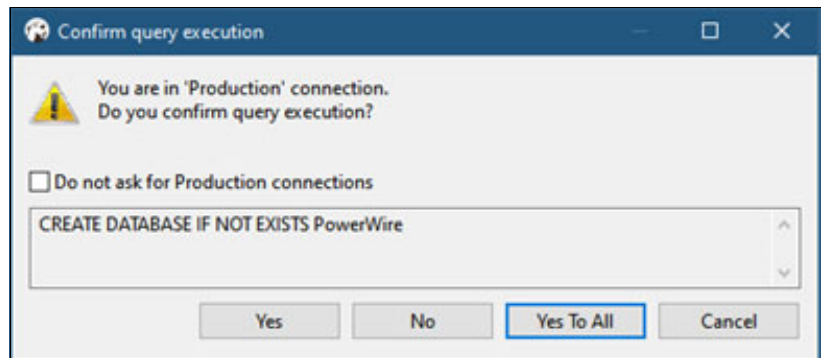 Confirm query execution
You are in 'Production' connection.
Do you confirm query execution?
Do not ask for Production connections
CREATE DATABASE IF NOT EXISTS PowerWire
Yes No Yes To All Cancel